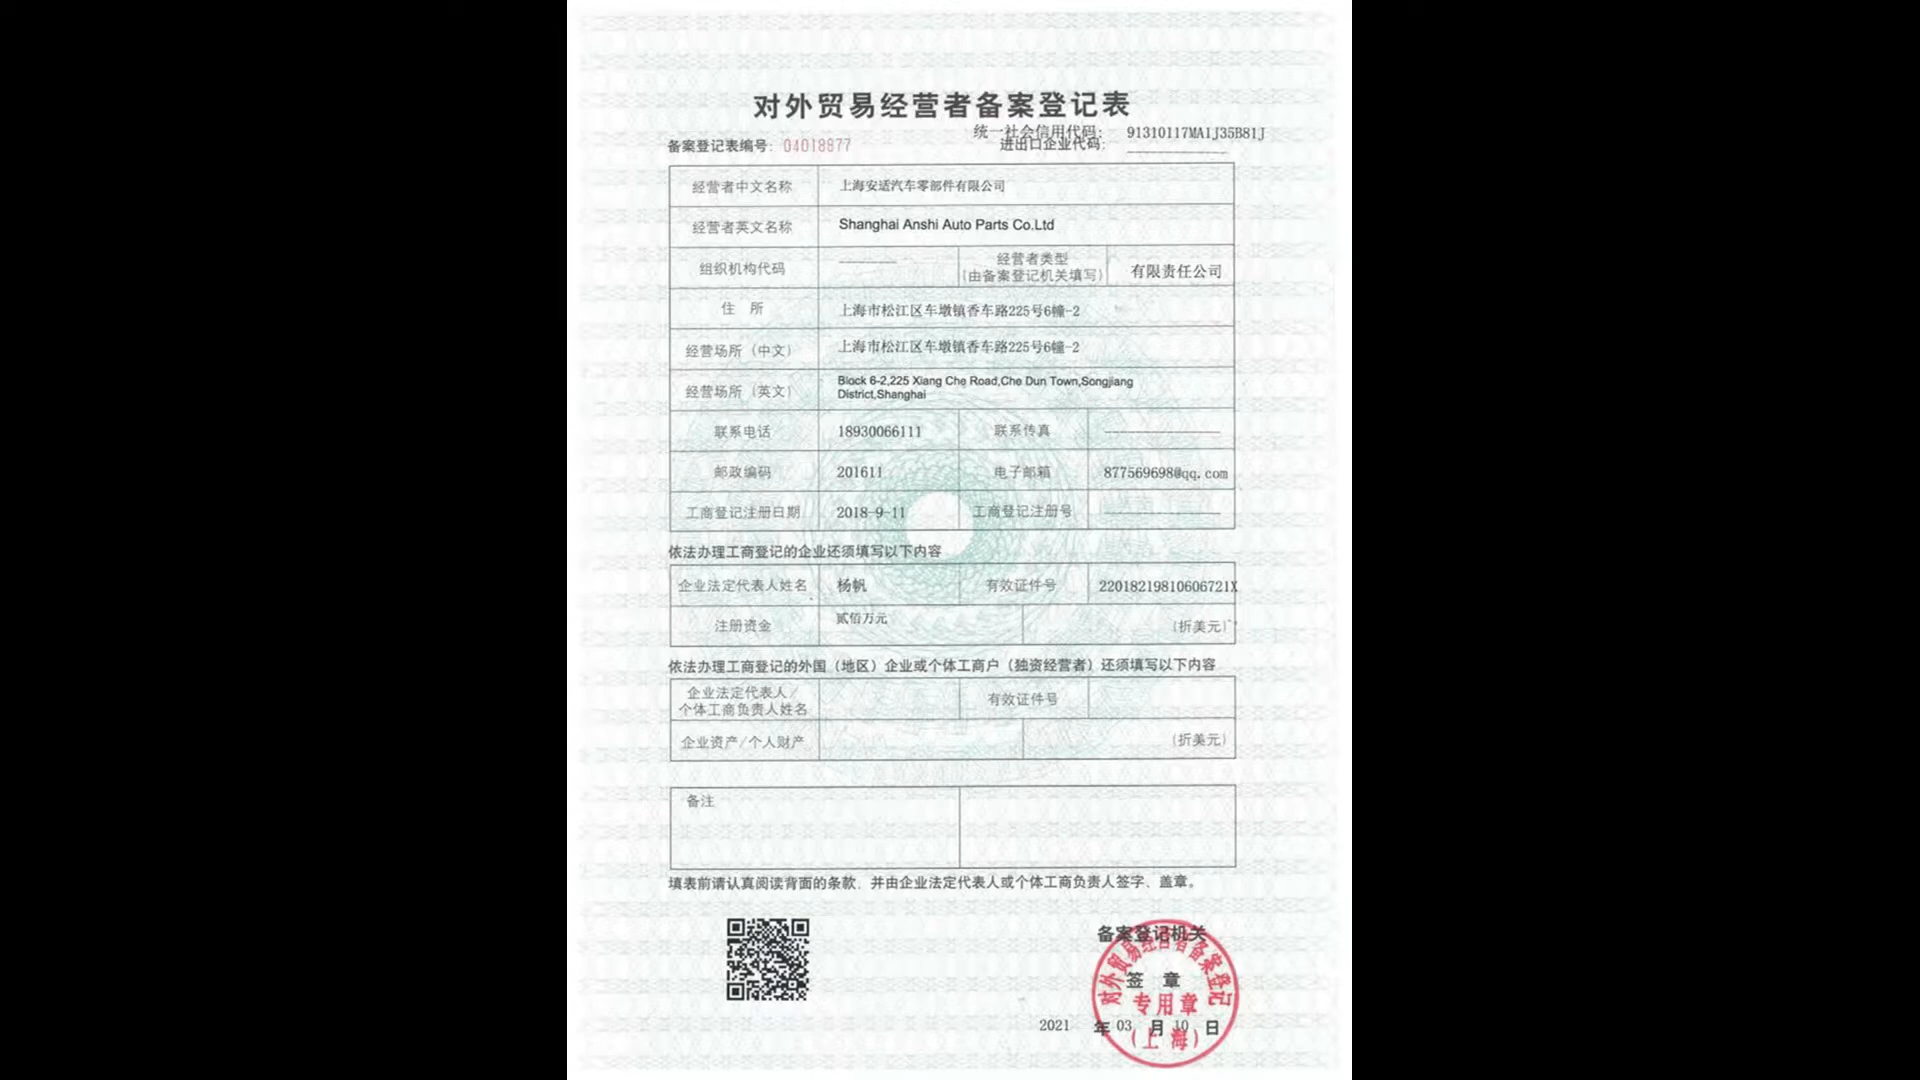 对外贸易经营者备案登记表
统一社会信用代码: 91310117MA1J35B81J
备案登记表编号: 04018877
进出口企业代码:
经营者中文名称 上海安适汽车零部件有限公司
经营者英文名称 Shanghai Anshi Auto Parts Co.Ltd
组织机构代码 经营者类型
(由备案登记机关填写) 有限责任公司
住 所 上海市松江区车墩镇香车路225号6幢-2
经营场所（中文） 上海市松江区车墩镇香车路225号6幢-2
经营场所（英文） Block 6-2,225 Xiang Che Road,Che Dun Town,Songjiang
District,Shanghai
联系电话 18930066111 联系传真
邮政编码 201611 电子邮箱 877569698@qq.com
工商登记注册日期 2018-9-11 工商登记注册号
依法办理工商登记的企业还须填写以下内容
企业法定代表人姓名 杨帆 有效证件号 22018219810606721X
注册资金 贰佰万元 (折美元)
依法办理工商登记的外国（地区）企业或个体工商户（独资经营者）还须填写以下内容
企业法定代表人/
个体工商负责人姓名 有效证件号
企业资产/个人财产 (折美元)
备注
填表前请认真阅读背面的条款，并由企业法定代表人或个体工商负责人签字、盖章。
备案登记机关
对外贸易经营者备案登记
签 章
专用章
2021 年 03 月 10 日
(上海)